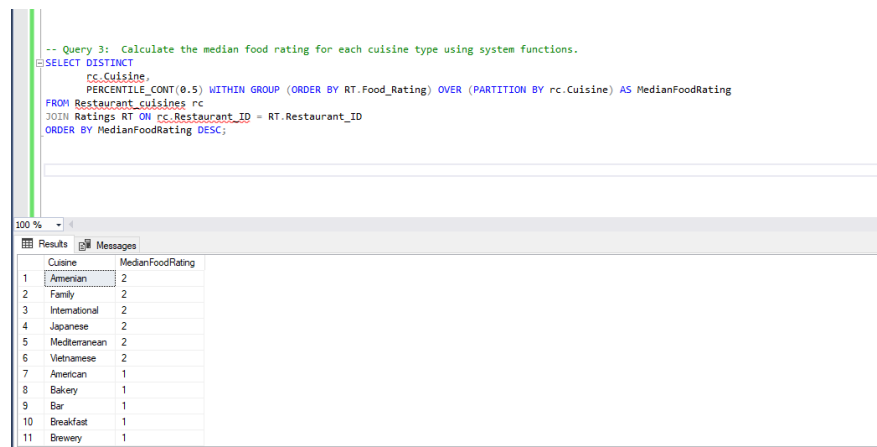 -- Query 3:  Calculate the median food rating for each cuisine type using system functions.
SELECT DISTINCT
rc.Cuisine,
PERCENTILE_CONT(0.5) WITHIN GROUP (ORDER BY RT.Food_Rating) OVER (PARTITION BY rc.Cuisine) AS MedianFoodRating
FROM Restaurant_cuisines rc
JOIN Ratings RT ON rc.Restaurant_ID = RT.Restaurant_ID
ORDER BY MedianFoodRating DESC;
100 %
Results Messages
Cuisine MedianFoodRating
1 Armenian 2
2 Family 2
3 International 2
4 Japanese 2
5 Mediterranean 2
6 Vietnamese 2
7 American 1
8 Bakery 1
9 Bar 1
10 Breakfast 1
11 Brewery 1